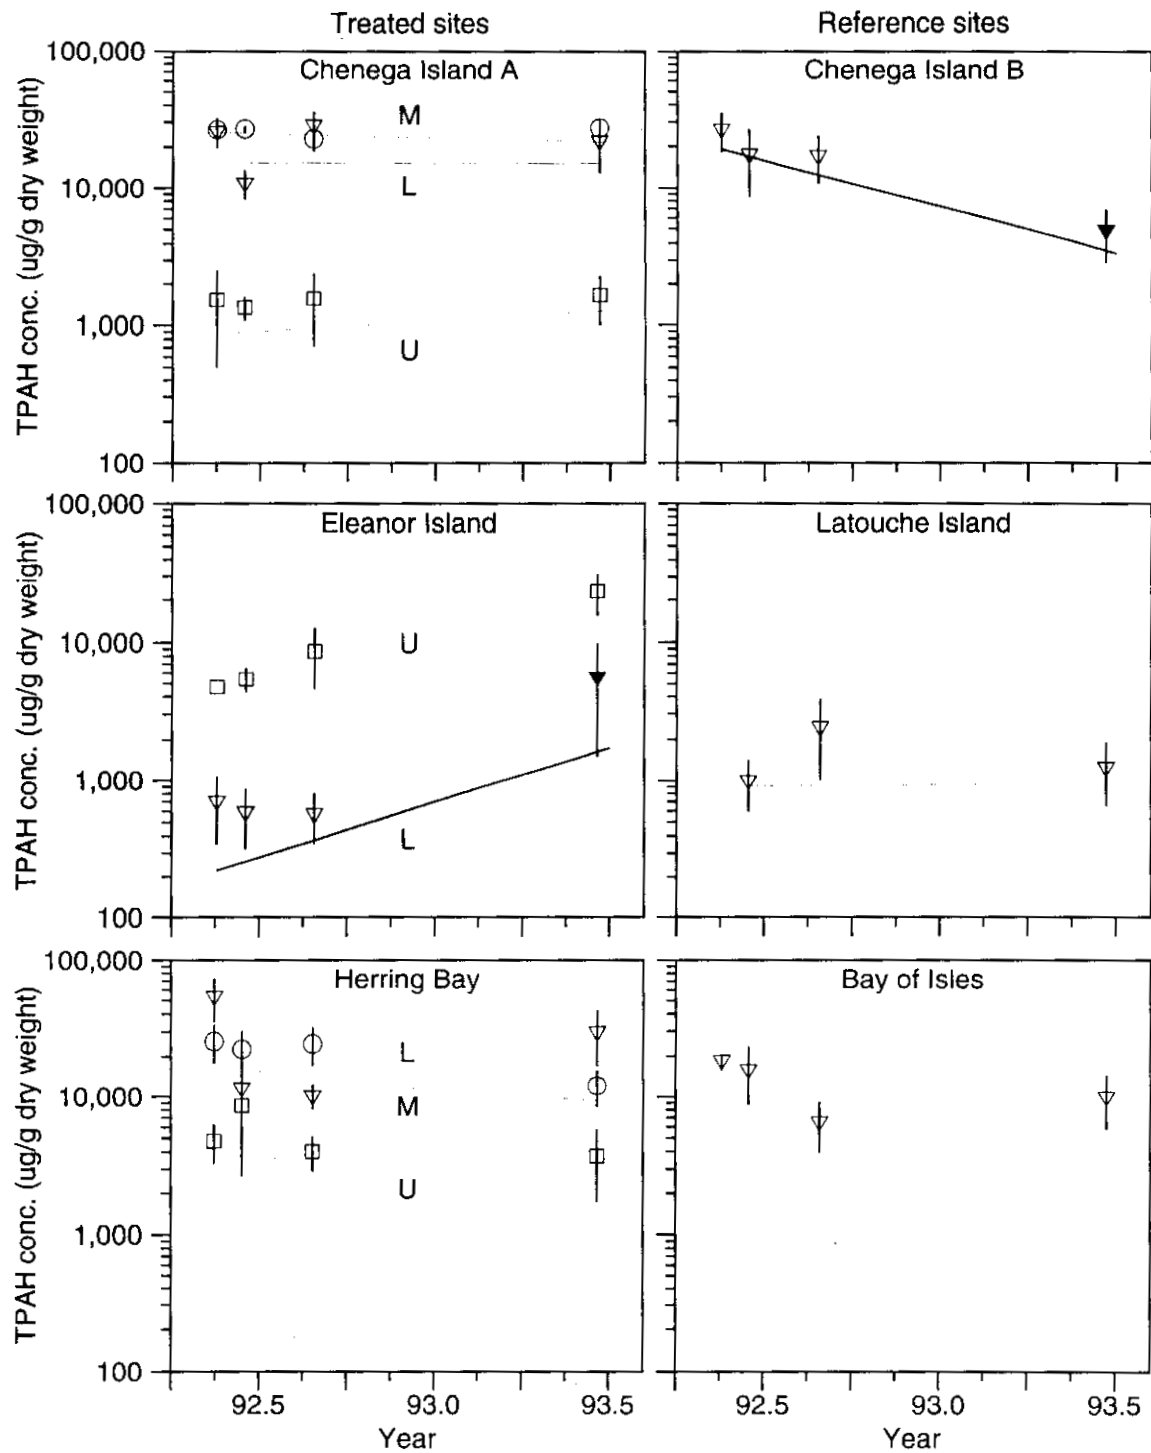 Treated sites Reference sites
100,000
Chenega Island A Chenega Island B
M
10,000
L
1,000
U
100
TPAH conc. (ug/g dry weight)
100,000
Eleanor Island Latouche Island
10,000 U
1,000
L
100
TPAH conc. (ug/g dry weight)
100,000
Herring Bay Bay of Isles
L
10,000 M
U
1,000
100
TPAH conc. (ug/g dry weight)
92.5 93.0 93.5 92.5 93.0 93.5
Year Year